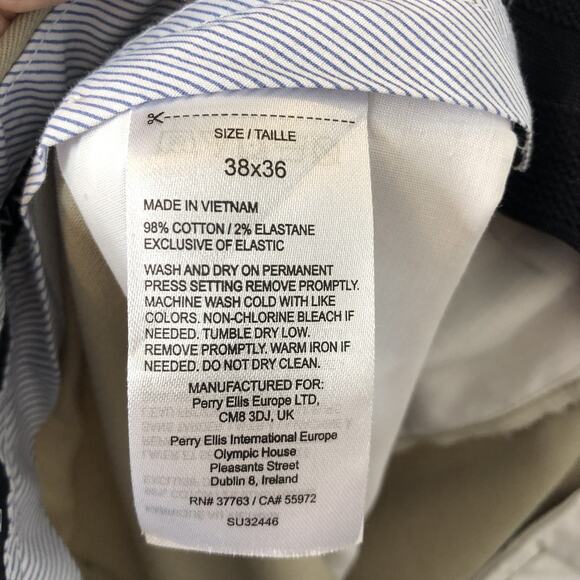 SIZE / TAILLE
38x36
MADE IN VIETNAM
98% COTTON / 2% ELASTANE
EXCLUSIVE OF ELASTIC
WASH AND DRY ON PERMANENT
PRESS SETTING REMOVE PROMPTLY.
MACHINE WASH COLD WITH LIKE
COLORS. NON-CHLORINE BLEACH IF
NEEDED. TUMBLE DRY LOW.
REMOVE PROMPTLY. WARM IRON IF
NEEDED. DO NOT DRY CLEAN.
MANUFACTURED FOR:
Perry Ellis Europe LTD,
CM8 3DJ, UK
Perry Ellis International Europe
Olympic House
Pleasants Street
Dublin 8, Ireland
RN# 37763 / CA# 55972
SU32446